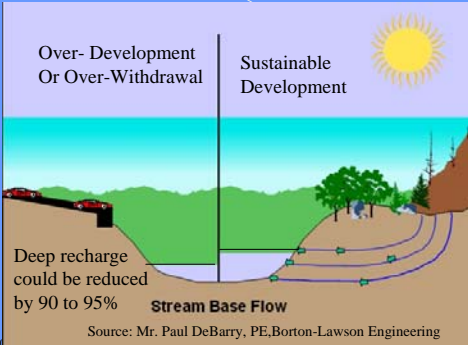 Over- Development
Or Over-Withdrawal
Sustainable
Development
Deep recharge
could be reduced
by 90 to 95%
Stream Base Flow
Source: Mr. Paul DeBarry, PE,Borton-Lawson Engineering